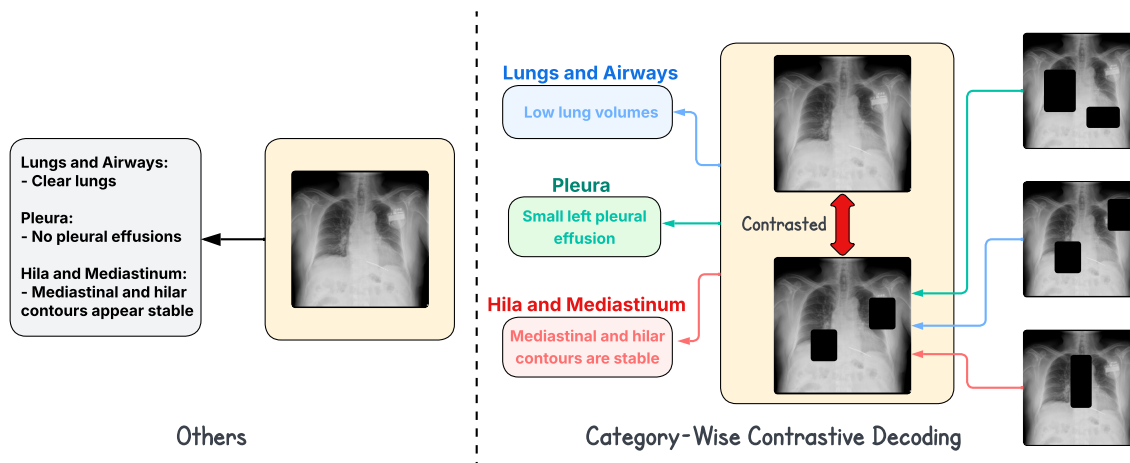 Lungs and Airways:
- Clear lungs
Pleura:
- No pleural effusions
Hila and Mediastinum:
- Mediastinal and hilar
contours appear stable
Others
Lungs and Airways
Low lung volumes
Pleura
Small left pleural
effusion
Hila and Mediastinum
Mediastinal and hilar
contours are stable
Contrasted
Category-Wise Contrastive Decoding